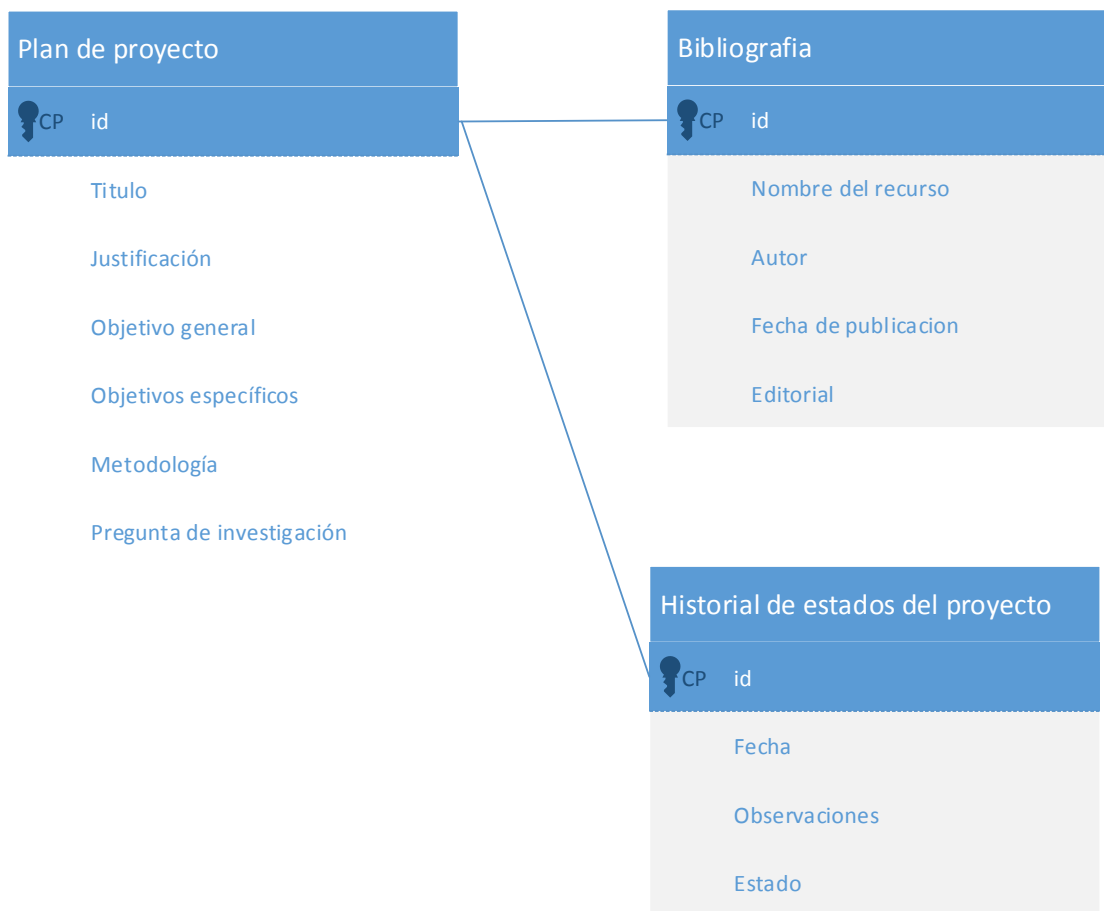 Plan de proyecto
CP id
Titulo
Justificación
Objetivo general
Objetivos específicos
Metodología
Pregunta de investigación
Bibliografia
CP id
Nombre del recurso
Autor
Fecha de publicacion
Editorial
Historial de estados del proyecto
CP id
Fecha
Observaciones
Estado